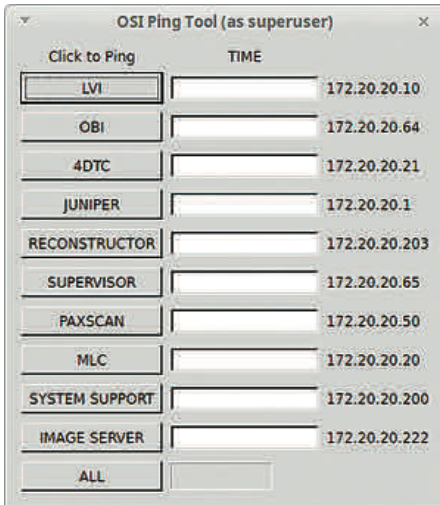 OSI Ping Tool (as superuser)
Click to Ping TIME
LVI 172.20.20.10
OBI 172.20.20.64
4DTC 172.20.20.21
JUNIPER 172.20.20.1
RECONSTRUCTOR 172.20.20.203
SUPERVISOR 172.20.20.65
PAXSCAN 172.20.20.50
MLC 172.20.20.20
SYSTEM SUPPORT 172.20.20.200
IMAGE SERVER 172.20.20.222
ALL